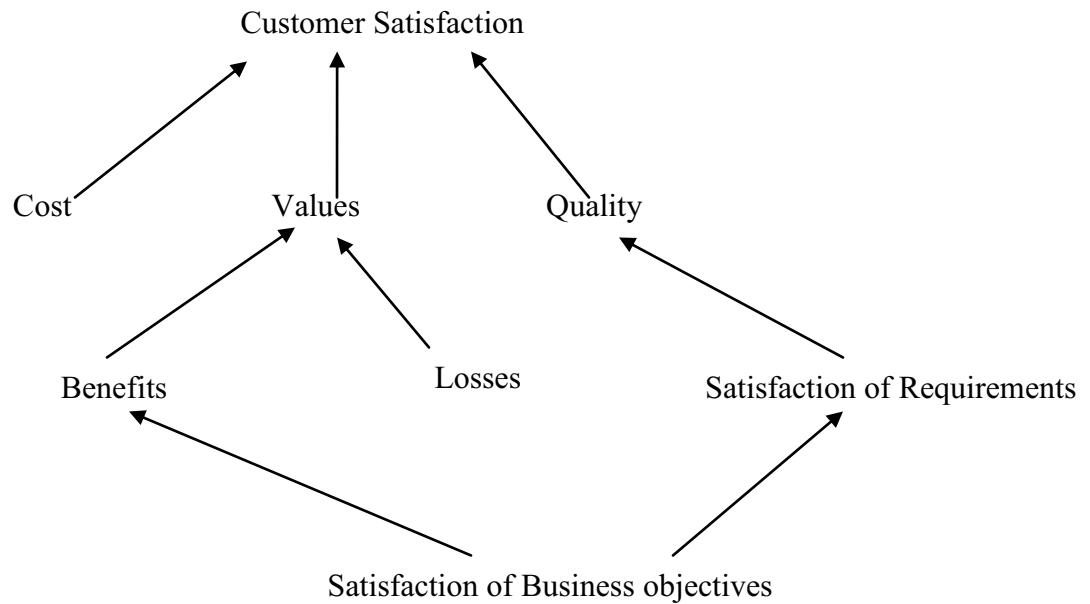 Customer Satisfaction
Cost
Values
Quality
Benefits
Losses
Satisfaction of Requirements
Satisfaction of Business objectives